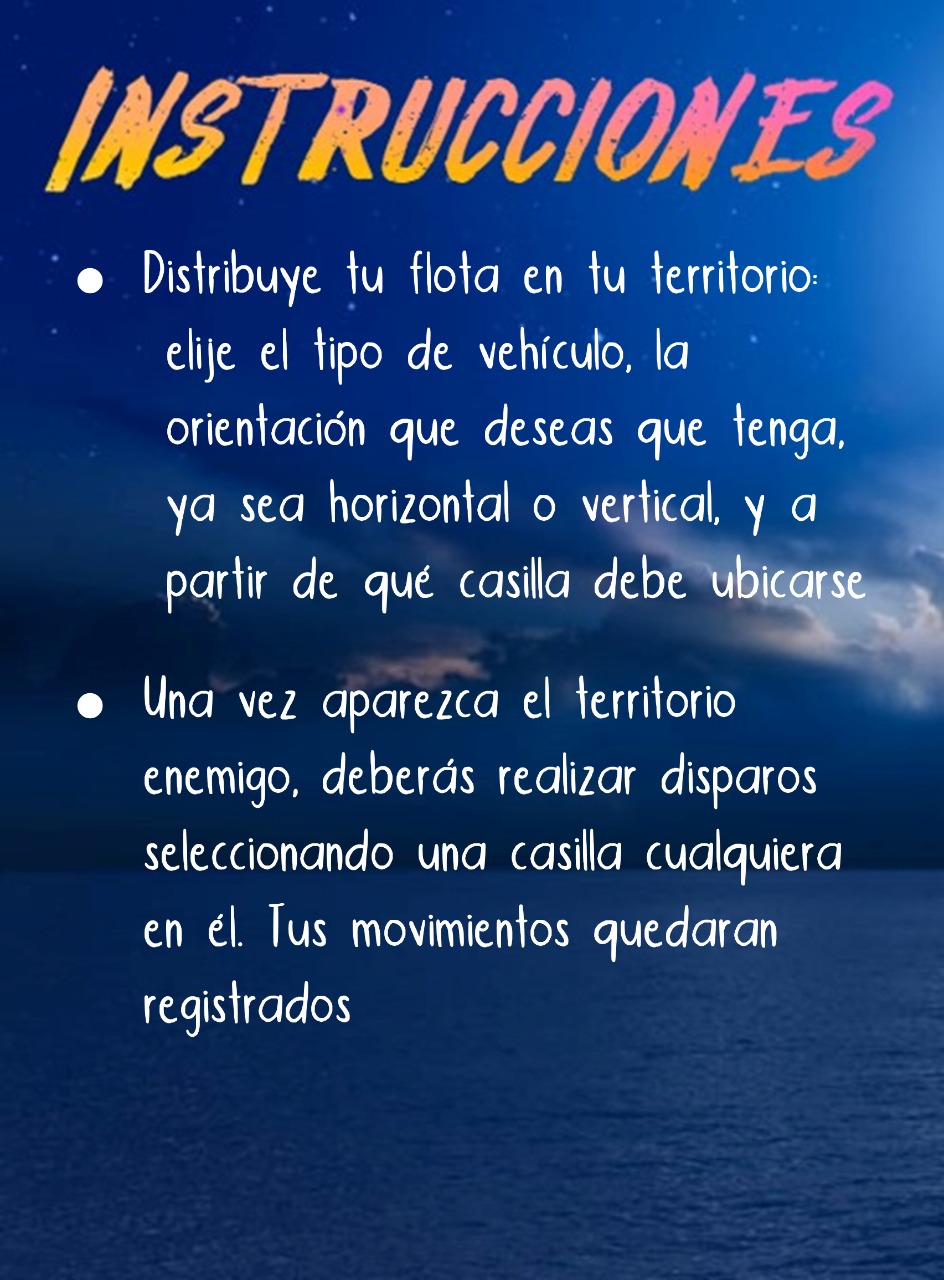 INSTRUCCIONES
● Distribuye tu flota en tu territorio:
elije el tipo de vehículo, la
orientación que deseas que tenga,
ya sea horizontal o vertical, y a
partir de qué casilla debe ubicarse
● Una vez aparezca el territorio
enemigo, deberás realizar disparos
seleccionando una casilla cualquiera
en él. Tus movimientos quedaran
registrados